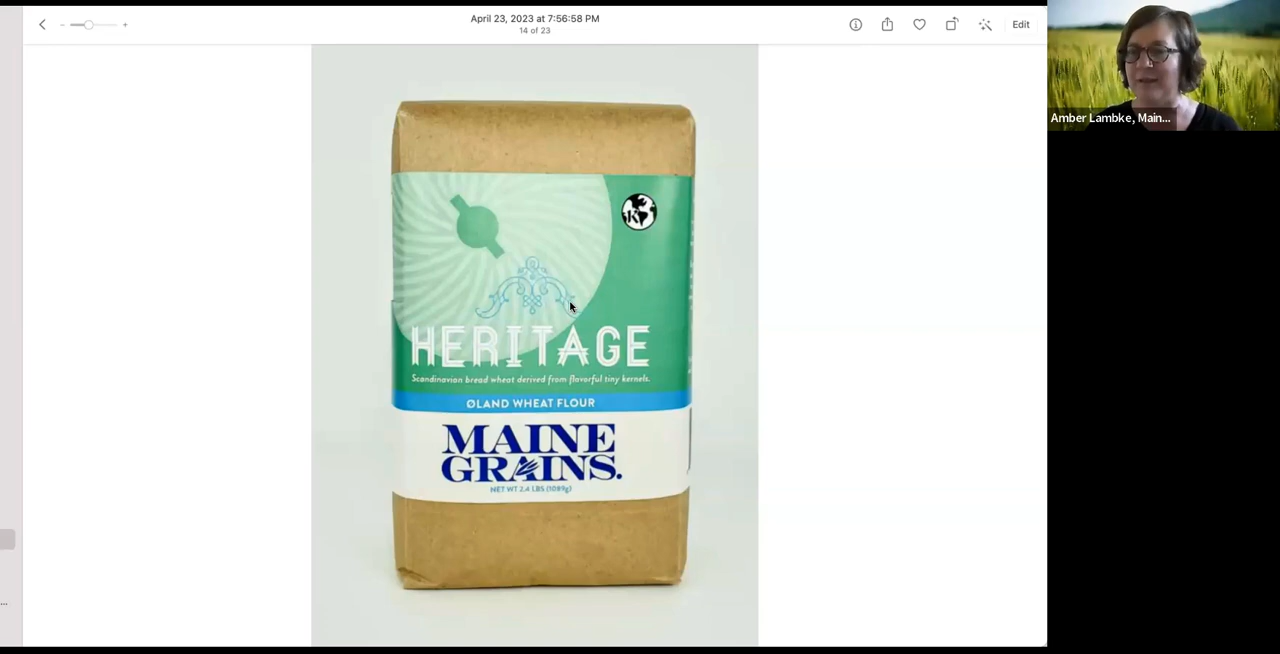 April 23, 2023 at 7:56:58 PM
14 of 23
Edit
Amber Lambke, Main...
K
HERITAGE
Scandinavian bread wheat derived from flavorful tiny kernels.
ØLAND WHEAT FLOUR
MAINE
GRAINS.
NET WT 2.4 LBS (1089g)
...